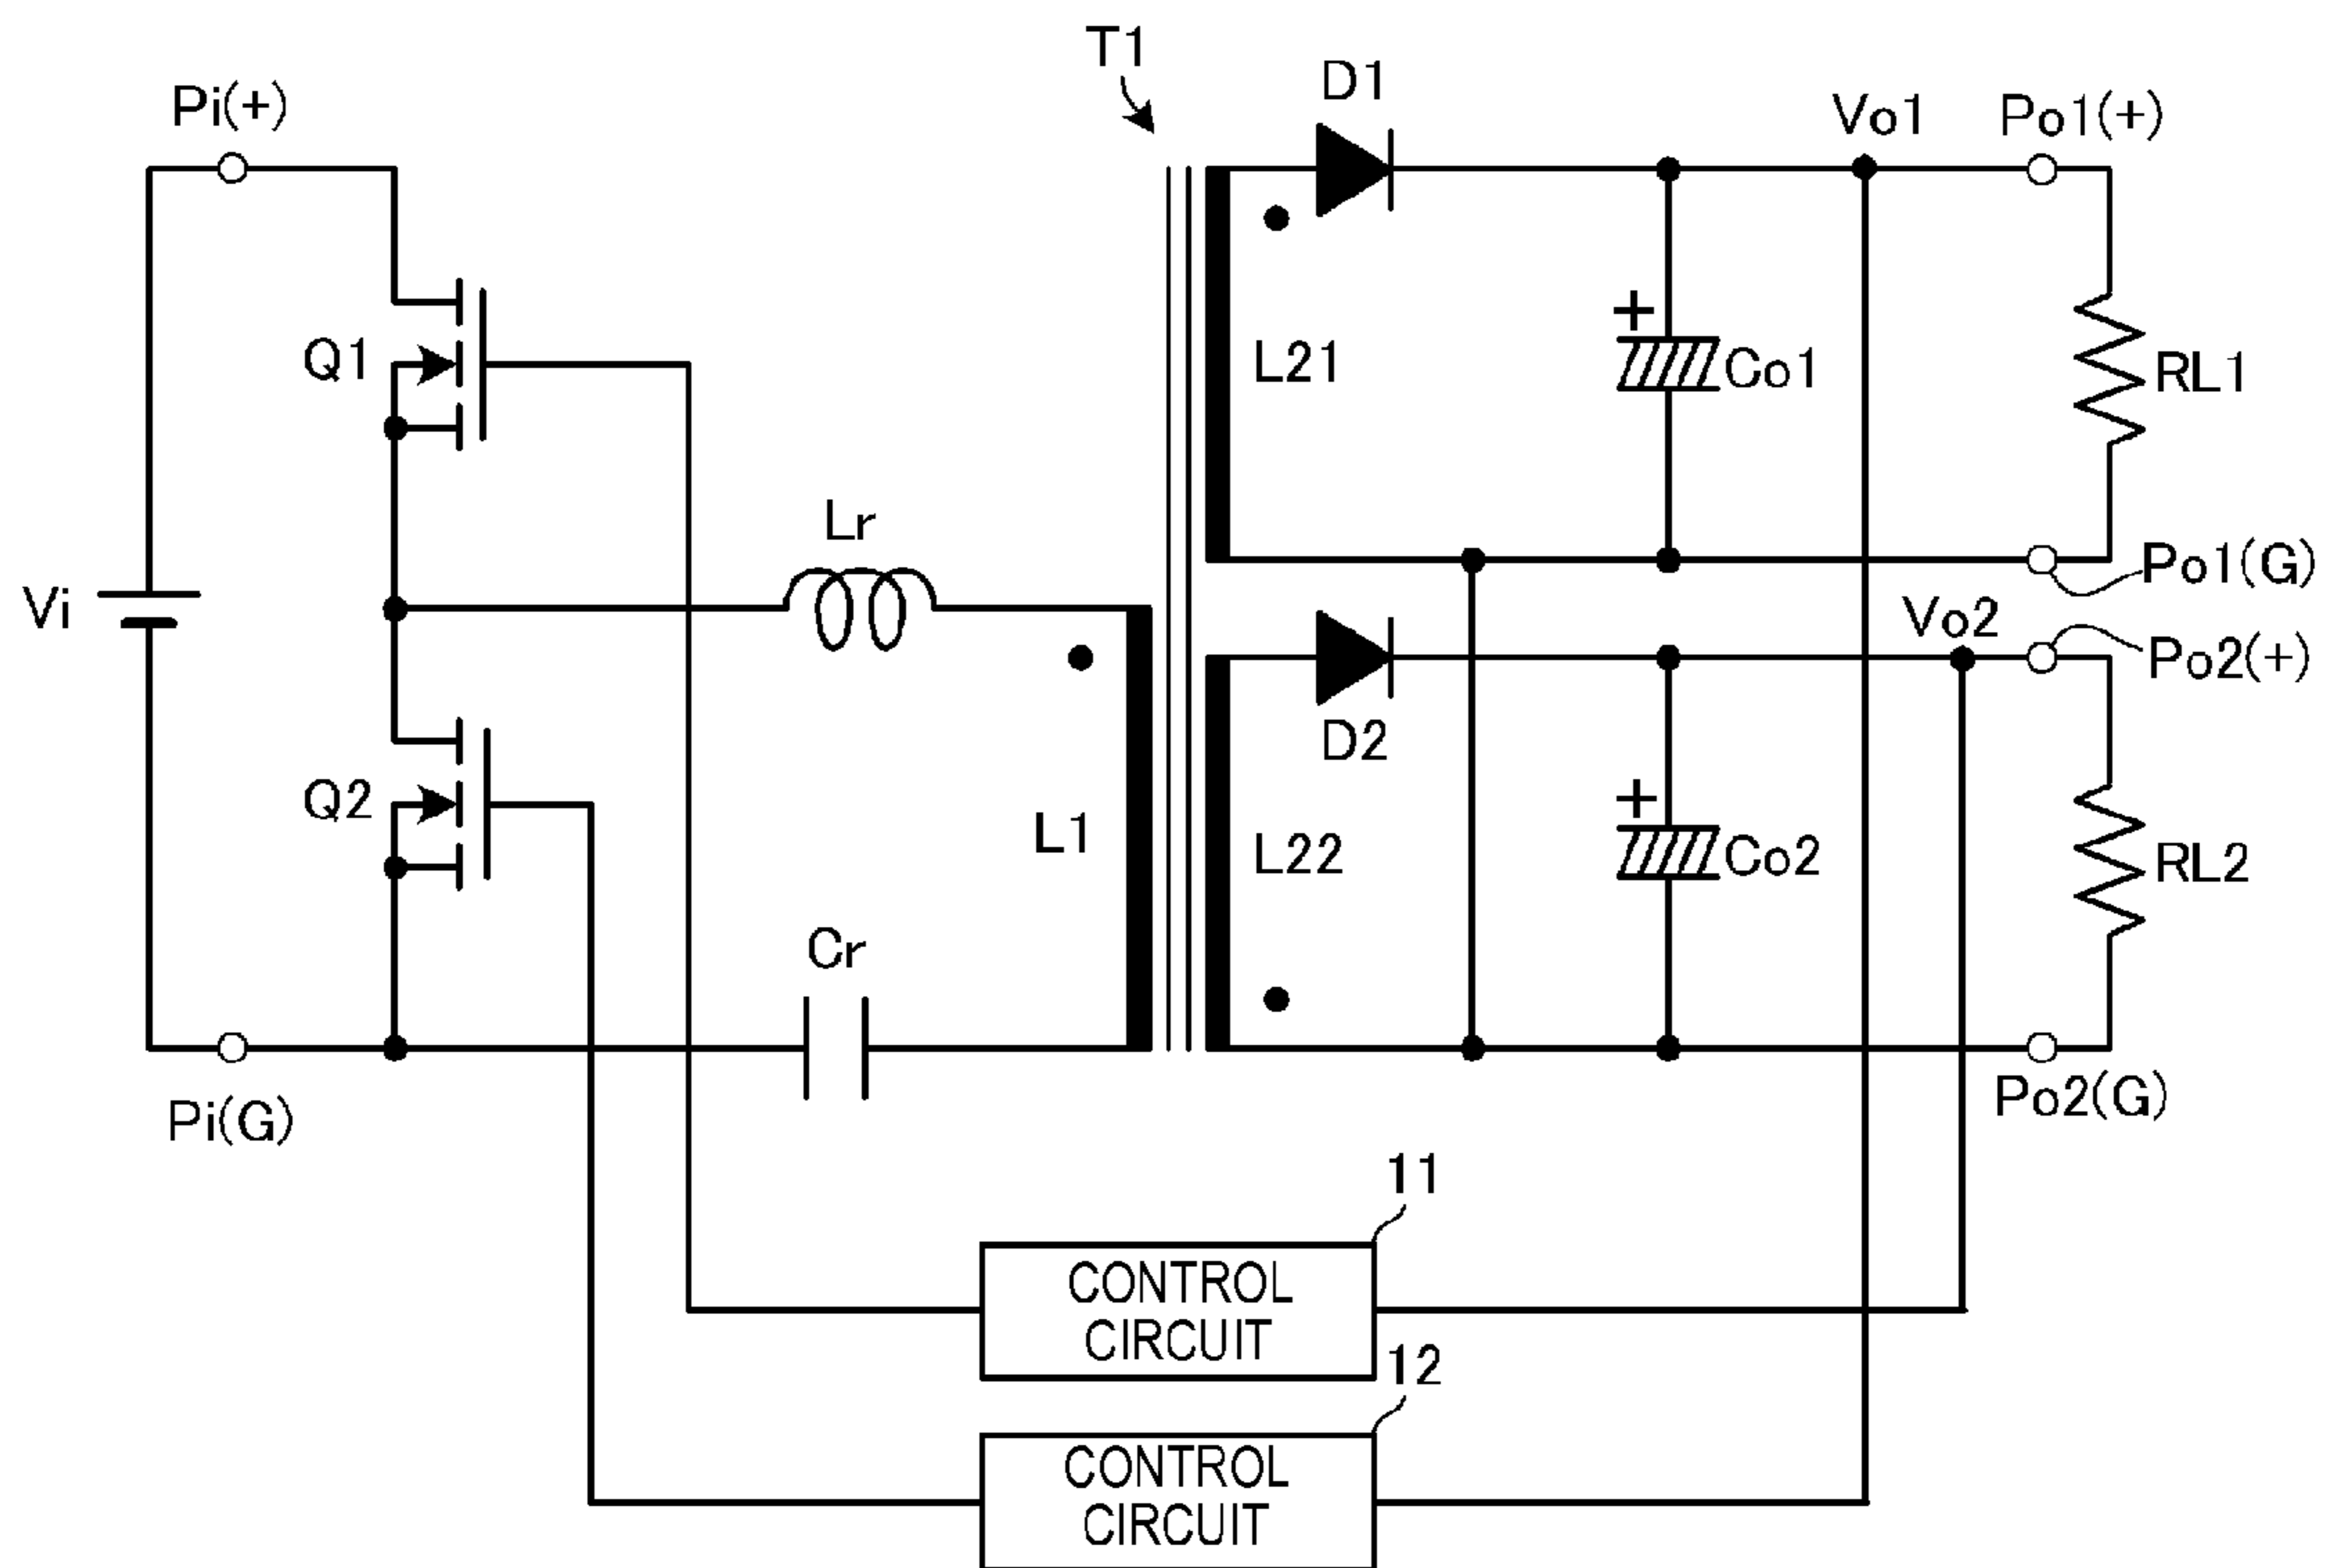 T1
D1
Pi(+)
Vo1
Po1(+)
+
Q1
L21
Co1
RL1
Lr
Po1(G)
Vi
Vo2
Po2(+)
D2
Q2
+
L1
L22
Co2
RL2
Cr
Po2(G)
Pi(G)
11
CONTROL
CIRCUIT
12
CONTROL
CIRCUIT